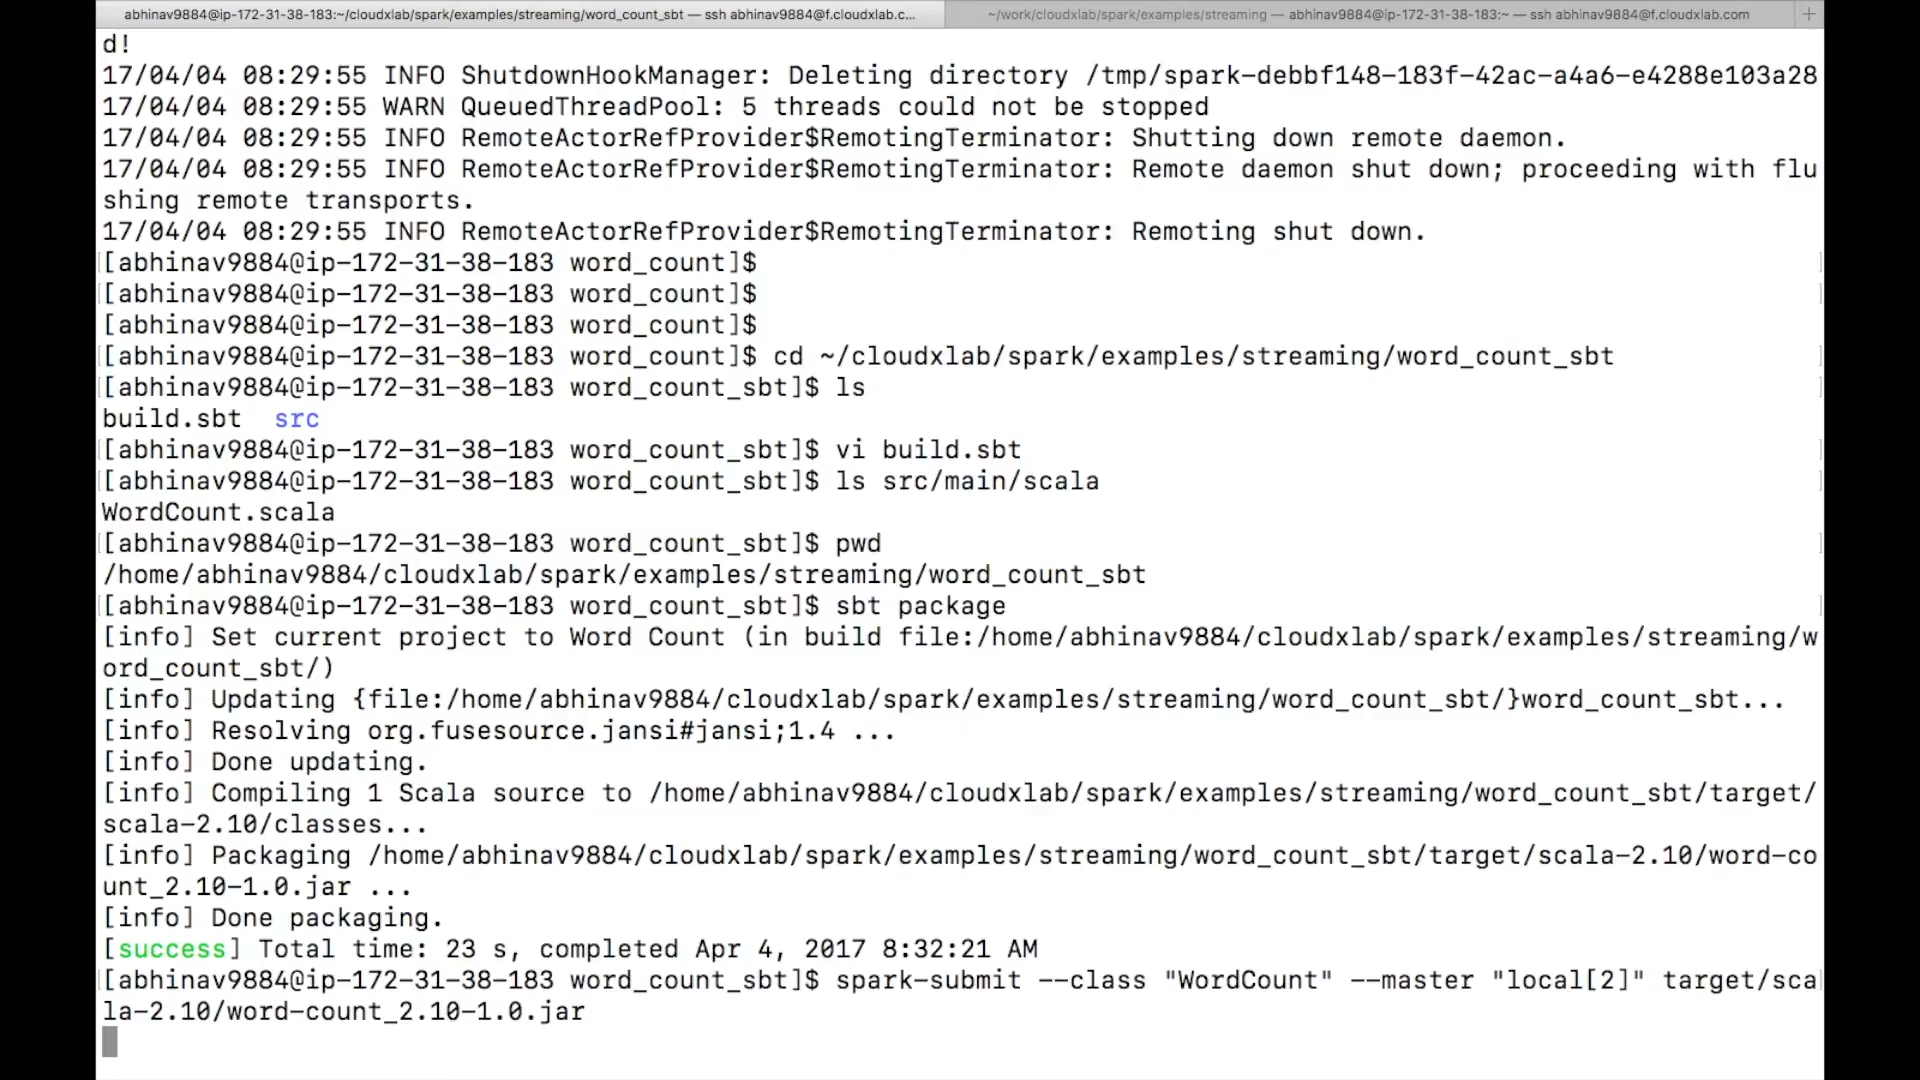 abhinav9884@ip-172-31-38-183:~/cloudxlab/spark/examples/streaming/word_count_sbt — ssh abhinav9884@f.cloudxlab.c... ~/work/cloudxlab/spark/examples/streaming — abhinav9884@ip-172-31-38-183:~ — ssh abhinav9884@f.cloudxlab.com +
d!
17/04/04 08:29:55 INFO ShutdownHookManager: Deleting directory /tmp/spark-debbf148-183f-42ac-a4a6-e4288e103a28
17/04/04 08:29:55 WARN QueuedThreadPool: 5 threads could not be stopped
17/04/04 08:29:55 INFO RemoteActorRefProvider$RemotingTerminator: Shutting down remote daemon.
17/04/04 08:29:55 INFO RemoteActorRefProvider$RemotingTerminator: Remote daemon shut down; proceeding with flu
shing remote transports.
17/04/04 08:29:55 INFO RemoteActorRefProvider$RemotingTerminator: Remoting shut down.
[abhinav9884@ip-172-31-38-183 word_count]$
[abhinav9884@ip-172-31-38-183 word_count]$
[abhinav9884@ip-172-31-38-183 word_count]$
[abhinav9884@ip-172-31-38-183 word_count]$ cd ~/cloudxlab/spark/examples/streaming/word_count_sbt
[abhinav9884@ip-172-31-38-183 word_count_sbt]$ ls
build.sbt  src
[abhinav9884@ip-172-31-38-183 word_count_sbt]$ vi build.sbt
[abhinav9884@ip-172-31-38-183 word_count_sbt]$ ls src/main/scala
WordCount.scala
[abhinav9884@ip-172-31-38-183 word_count_sbt]$ pwd
/home/abhinav9884/cloudxlab/spark/examples/streaming/word_count_sbt
[abhinav9884@ip-172-31-38-183 word_count_sbt]$ sbt package
[info] Set current project to Word Count (in build file:/home/abhinav9884/cloudxlab/spark/examples/streaming/w
ord_count_sbt/)
[info] Updating {file:/home/abhinav9884/cloudxlab/spark/examples/streaming/word_count_sbt/}word_count_sbt...
[info] Resolving org.fusesource.jansi#jansi;1.4 ...
[info] Done updating.
[info] Compiling 1 Scala source to /home/abhinav9884/cloudxlab/spark/examples/streaming/word_count_sbt/target/
scala-2.10/classes...
[info] Packaging /home/abhinav9884/cloudxlab/spark/examples/streaming/word_count_sbt/target/scala-2.10/word-co
unt_2.10-1.0.jar ...
[info] Done packaging.
[success] Total time: 23 s, completed Apr 4, 2017 8:32:21 AM
[abhinav9884@ip-172-31-38-183 word_count_sbt]$ spark-submit --class "WordCount" --master "local[2]" target/sca
la-2.10/word-count_2.10-1.0.jar